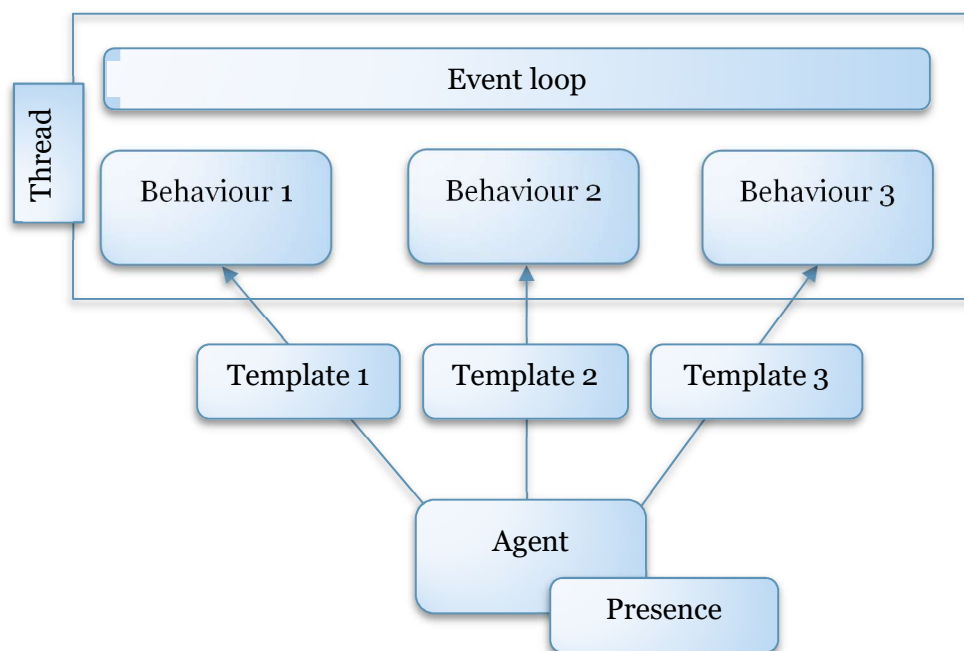 Event loop
Thread
Behaviour 1
Behaviour 2
Behaviour 3
Template 1
Template 2
Template 3
Agent
Presence